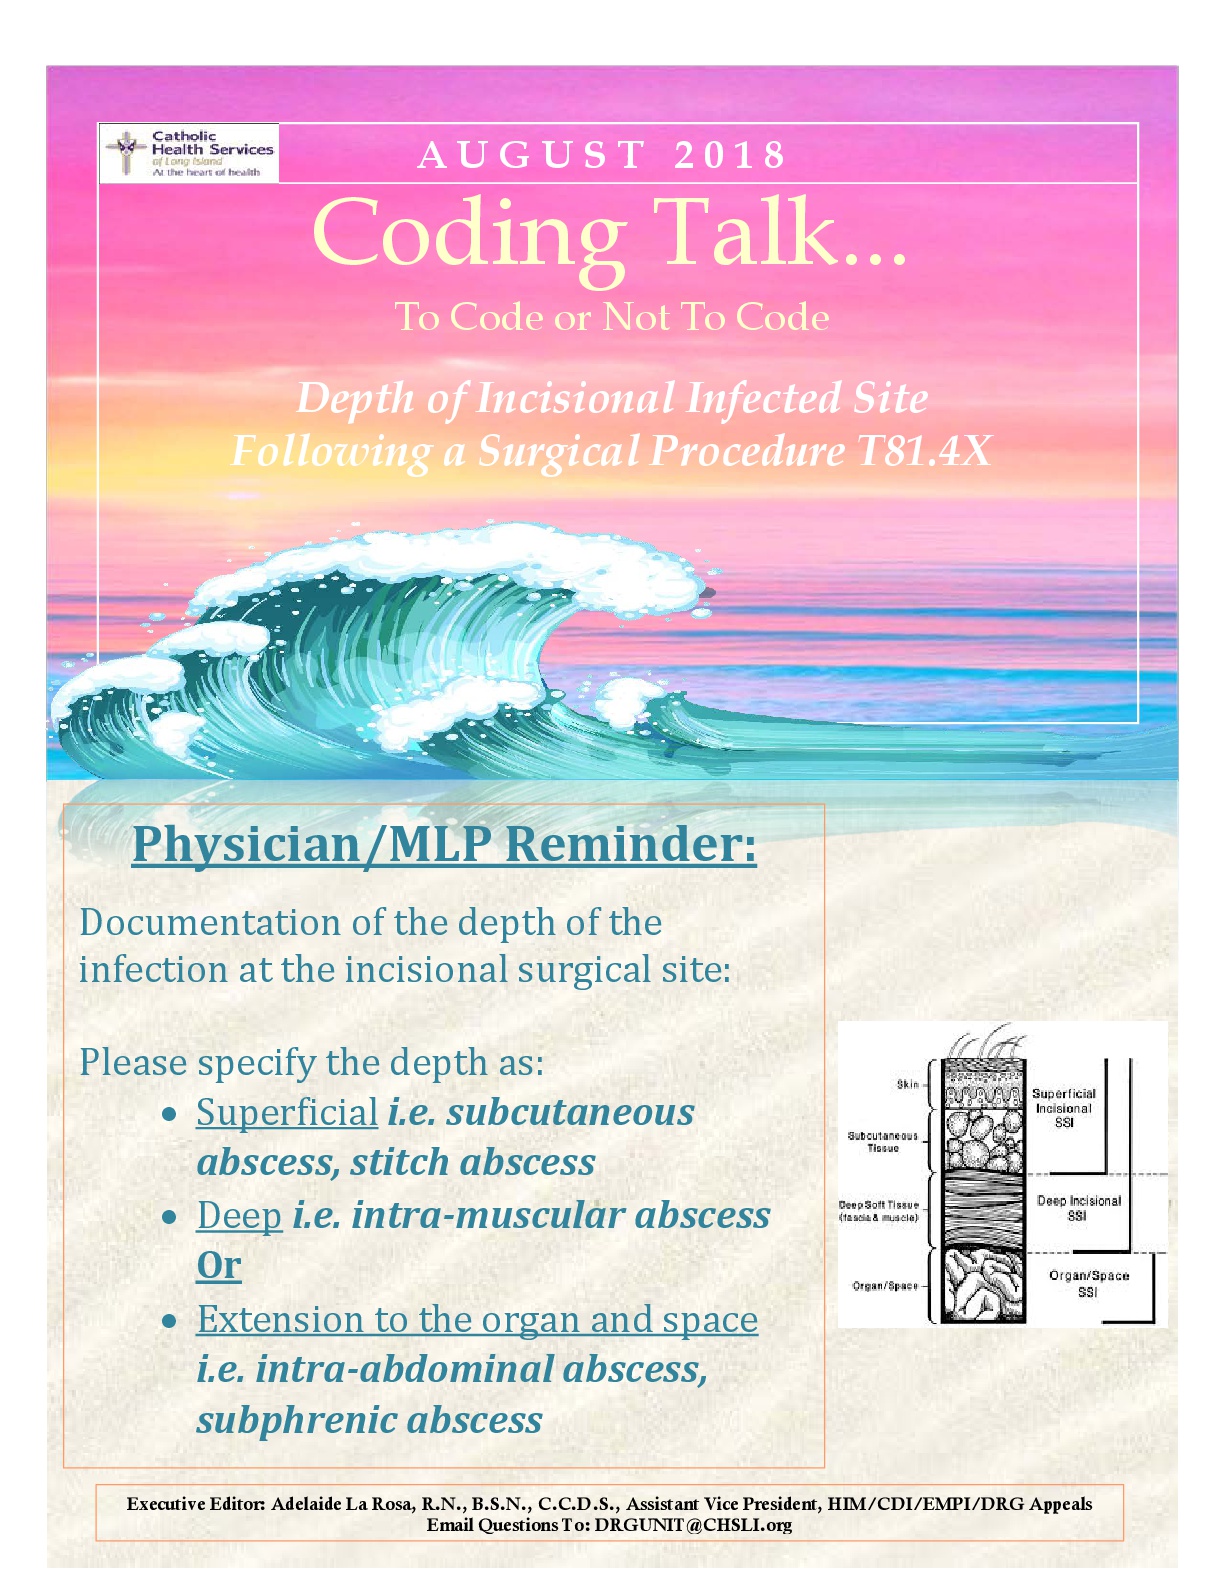 Catholic
Health Services
of Long Island
At the heart of health
AUGUST 2018
Coding Talk...
To Code or Not To Code
Depth of Incisional Infected Site
Following a Surgical Procedure T81.4X
Physician/MLP Reminder:
Documentation of the depth of the
infection at the incisional surgical site:
Please specify the depth as:
• Superficial i.e. subcutaneous
abscess, stitch abscess
• Deep i.e. intra-muscular abscess
Or
• Extension to the organ and space
i.e. intra-abdominal abscess,
subphrenic abscess
Skin
Subcutaneous
Tissue
Deep Soft Tissue
(fascia & muscle)
Organ/Space
Superficial
Incisional
SSI
Deep Incisional
SSI
Organ/Space
SSI
Executive Editor: Adelaide La Rosa, R.N., B.S.N., C.C.D.S., Assistant Vice President, HIM/CDI/EMPI/DRG Appeals
Email Questions To: DRGUNIT@CHSLI.org